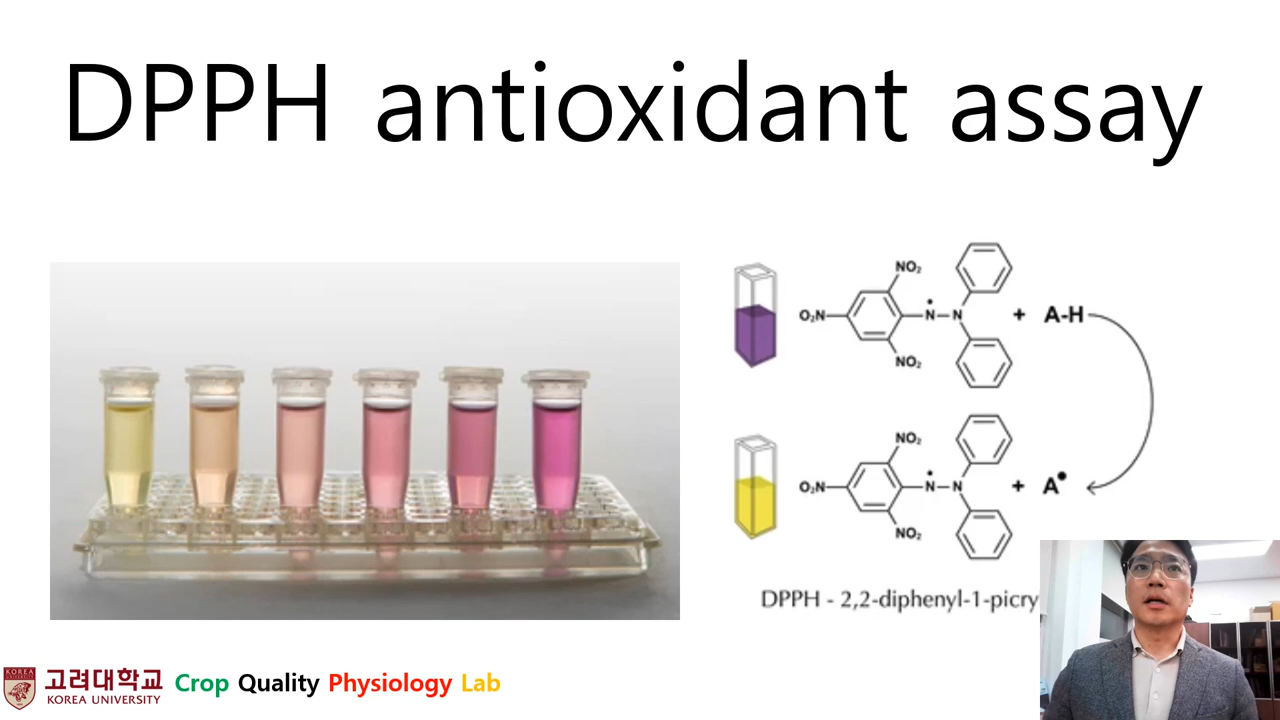 DPPH antioxidant assay
NO₂
O₂N
N
N
+
A-H
NO₂
NO₂
O₂N
N
N
+
A•
NO₂
DPPH - 2,2-diphenyl-1-picry
KOREA
고려대학교
KOREA UNIVERSITY
Crop Quality Physiology Lab